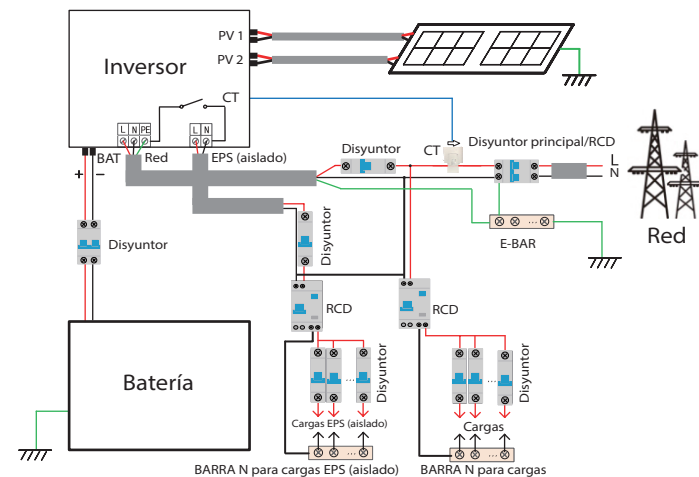 PV 1
PV 2
Inversor
CT
L N PE
L N
BAT
Red
EPS (aislado)
+
−
Disyuntor
CT
Disyuntor principal/RCD
L
N
Red
E-BAR
Disyuntor
Disyuntor
RCD
RCD
Batería
Disyuntor
Disyuntor
...
...
...
Cargas EPS (aislado)
Cargas
...
...
BARRA N para cargas EPS (aislado)
BARRA N para cargas